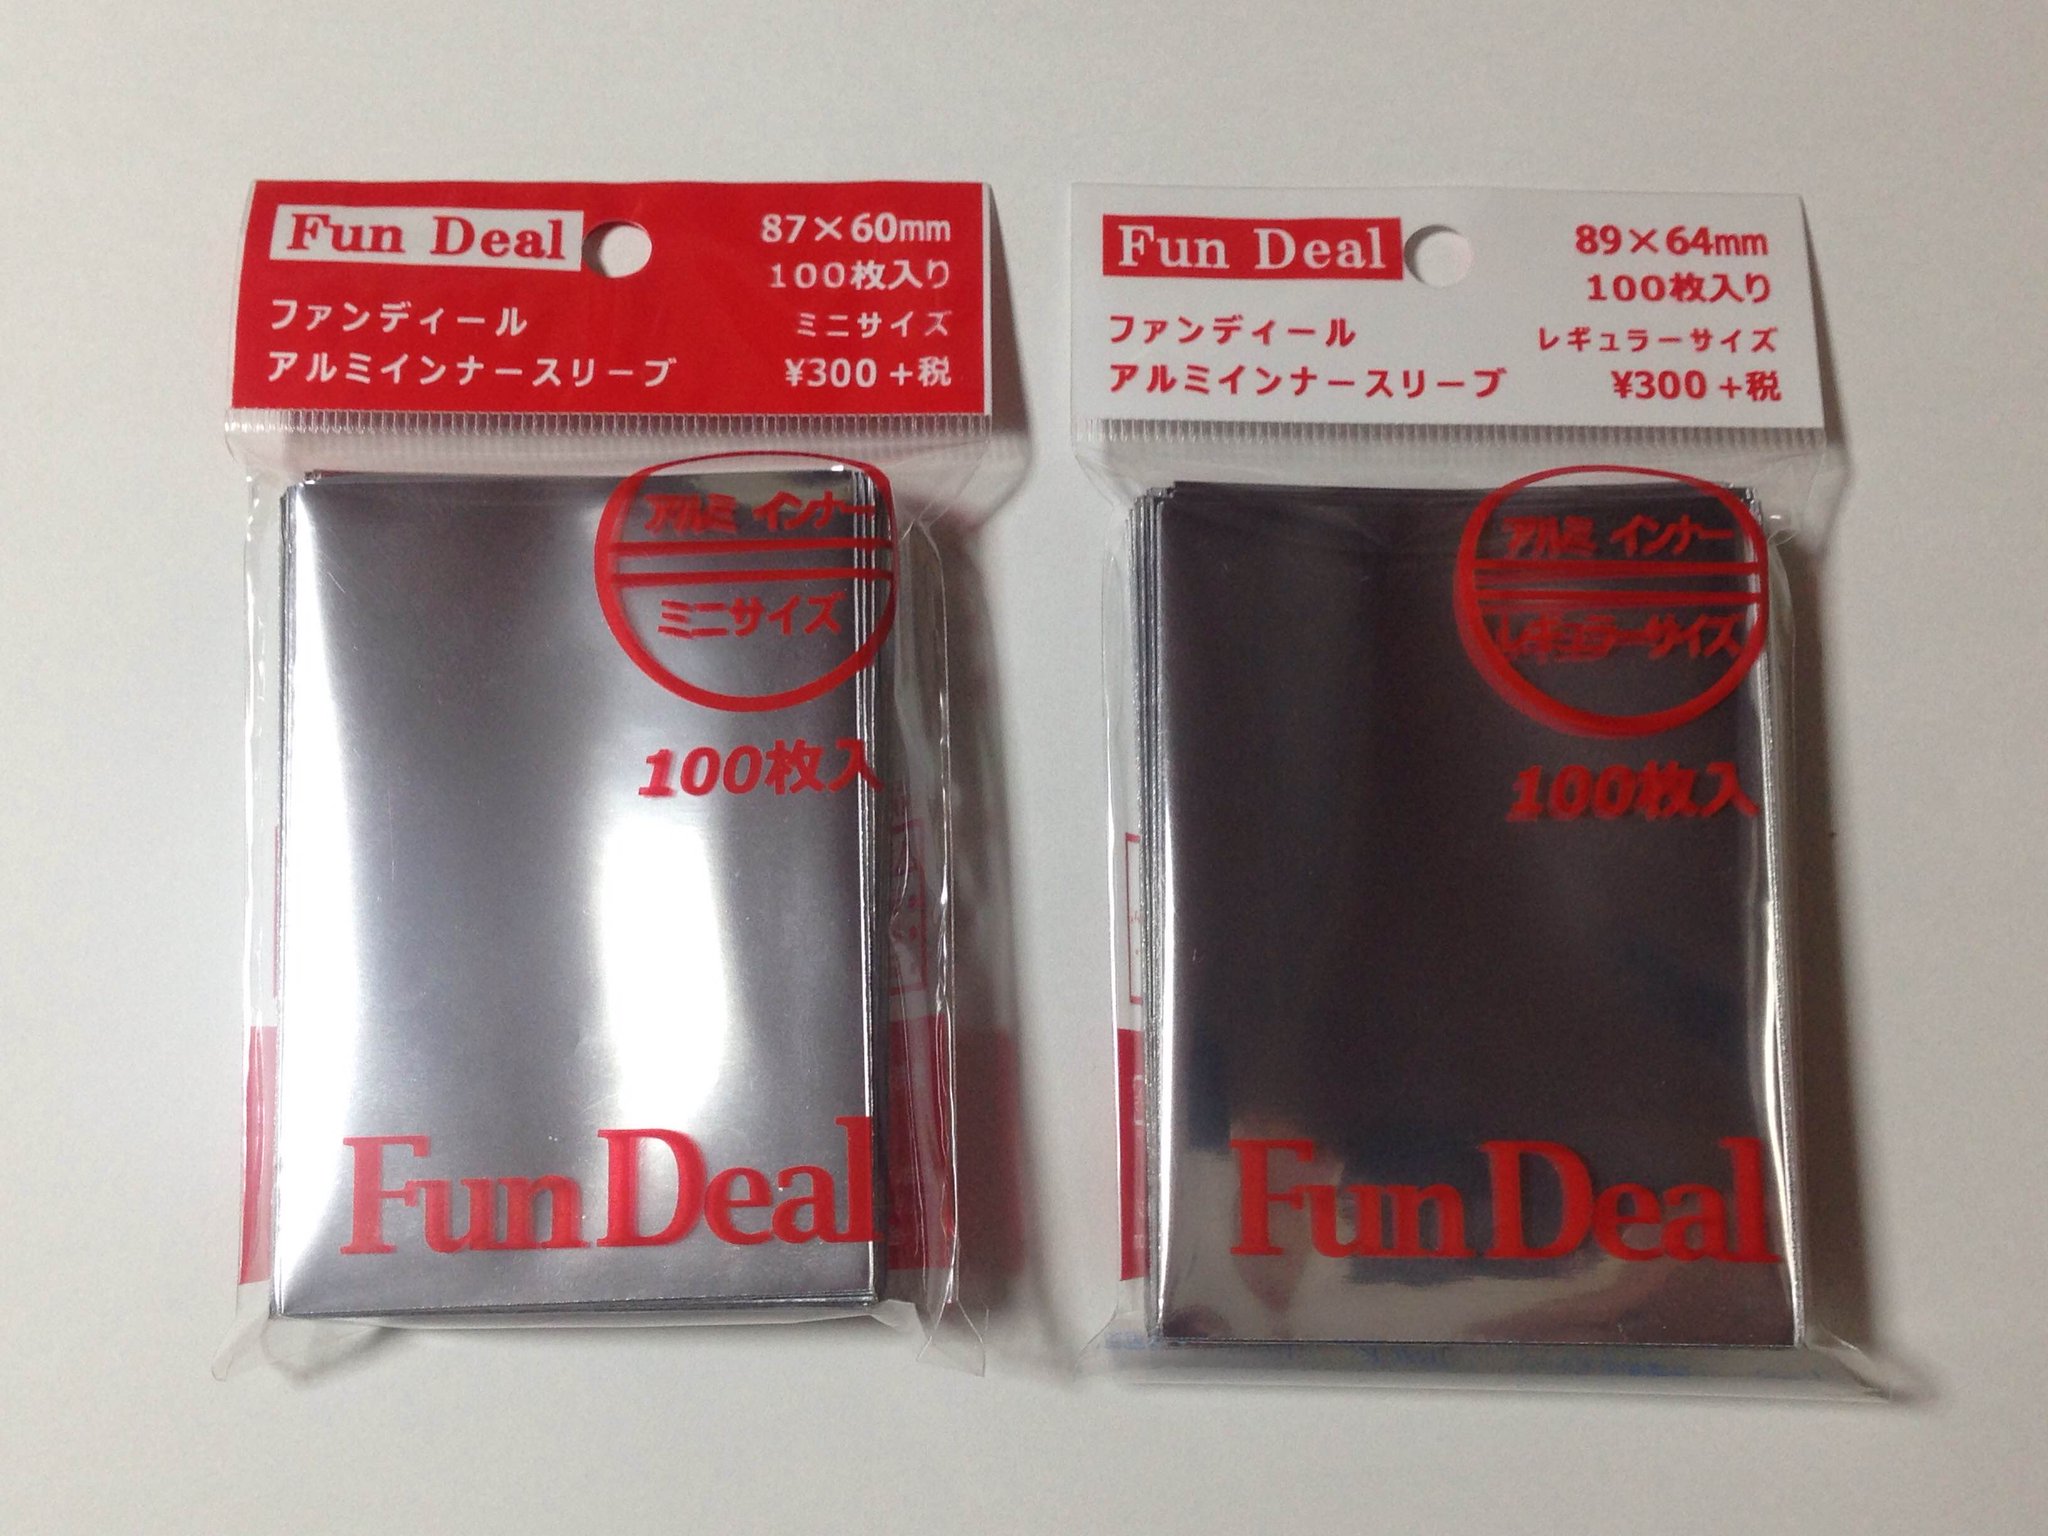 Fun Deal
ファンディール
アルミインナースリーブ
87×60mm
100枚入り
ミニサイズ
¥300+税
アルミ インナー
ミニサイズ
100枚入
Fun Deal
Fun Deal
ファンディール
アルミインナースリーブ
89×64mm
100枚入り
レギュラーサイズ
¥300+税
アルミ インナー
レギュラーサイズ
100枚入
Fun Deal